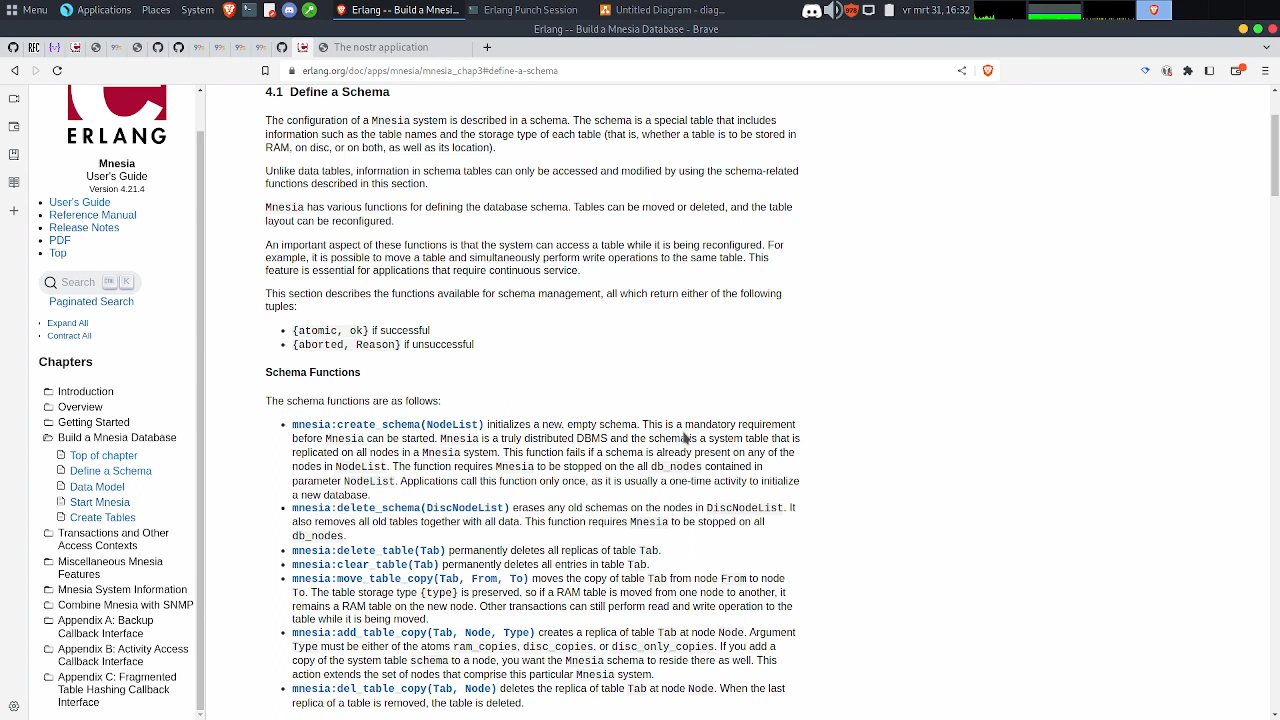 Menu Applications Places System Erlang -- Build a Mnesi... Erlang Punch Session Untitled Diagram - diag... vr mrt 31, 16:32
Erlang -- Build a Mnesia Database - Brave
The nostr application
erlang.org/doc/apps/mnesia/mnesia_chap3#define-a-schema
ERLANG
Mnesia
User's Guide
Version 4.21.4
User's Guide
Reference Manual
Release Notes
PDF
Top
Search Ctrl K
Paginated Search
Expand All
Contract All
Chapters
Introduction
Overview
Getting Started
Build a Mnesia Database
Top of chapter
Define a Schema
Data Model
Start Mnesia
Create Tables
Transactions and Other
Access Contexts
Miscellaneous Mnesia
Features
Mnesia System Information
Combine Mnesia with SNMP
Appendix A: Backup
Callback Interface
Appendix B: Activity Access
Callback Interface
Appendix C: Fragmented
Table Hashing Callback
Interface
4.1 Define a Schema
The configuration of a Mnesia system is described in a schema. The schema is a special table that includes
information such as the table names and the storage type of each table (that is, whether a table is to be stored in
RAM, on disc, or on both, as well as its location).
Unlike data tables, information in schema tables can only be accessed and modified by using the schema-related
functions described in this section.
Mnesia has various functions for defining the database schema. Tables can be moved or deleted, and the table
layout can be reconfigured.
An important aspect of these functions is that the system can access a table while it is being reconfigured. For
example, it is possible to move a table and simultaneously perform write operations to the same table. This
feature is essential for applications that require continuous service.
This section describes the functions available for schema management, all which return either of the following
tuples:
{atomic, ok} if successful
{aborted, Reason} if unsuccessful
Schema Functions
The schema functions are as follows:
mnesia:create_schema(NodeList) initializes a new, empty schema. This is a mandatory requirement
before Mnesia can be started. Mnesia is a truly distributed DBMS and the schema is a system table that is
replicated on all nodes in a Mnesia system. This function fails if a schema is already present on any of the
nodes in NodeList. The function requires Mnesia to be stopped on the all db_nodes contained in
parameter NodeList. Applications call this function only once, as it is usually a one-time activity to initialize
a new database.
mnesia:delete_schema(DiscNodeList) erases any old schemas on the nodes in DiscNodeList. It
also removes all old tables together with all data. This function requires Mnesia to be stopped on all
db_nodes.
mnesia:delete_table(Tab) permanently deletes all replicas of table Tab.
mnesia:clear_table(Tab) permanently deletes all entries in table Tab.
mnesia:move_table_copy(Tab, From, To) moves the copy of table Tab from node From to node
To. The table storage type {type} is preserved, so if a RAM table is moved from one node to another, it
remains a RAM table on the new node. Other transactions can still perform read and write operation to the
table while it is being moved.
mnesia:add_table_copy(Tab, Node, Type) creates a replica of table Tab at node Node. Argument
Type must be either of the atoms ram_copies, disc_copies, or disc_only_copies. If you add a
copy of the system table schema to a node, you want the Mnesia schema to reside there as well. This
action extends the set of nodes that comprise this particular Mnesia system.
mnesia:del_table_copy(Tab, Node) deletes the replica of table Tab at node Node. When the last
replica of a table is removed, the table is deleted.